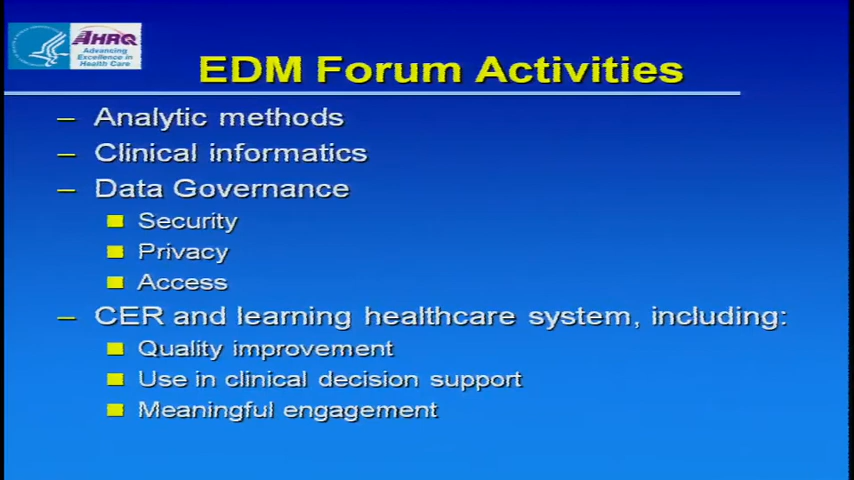 AHRQ
Advancing
Excellence in
Health Care
EDM Forum Activities
– Analytic methods
– Clinical informatics
– Data Governance
Security
Privacy
Access
– CER and learning healthcare system, including:
Quality improvement
Use in clinical decision support
Meaningful engagement